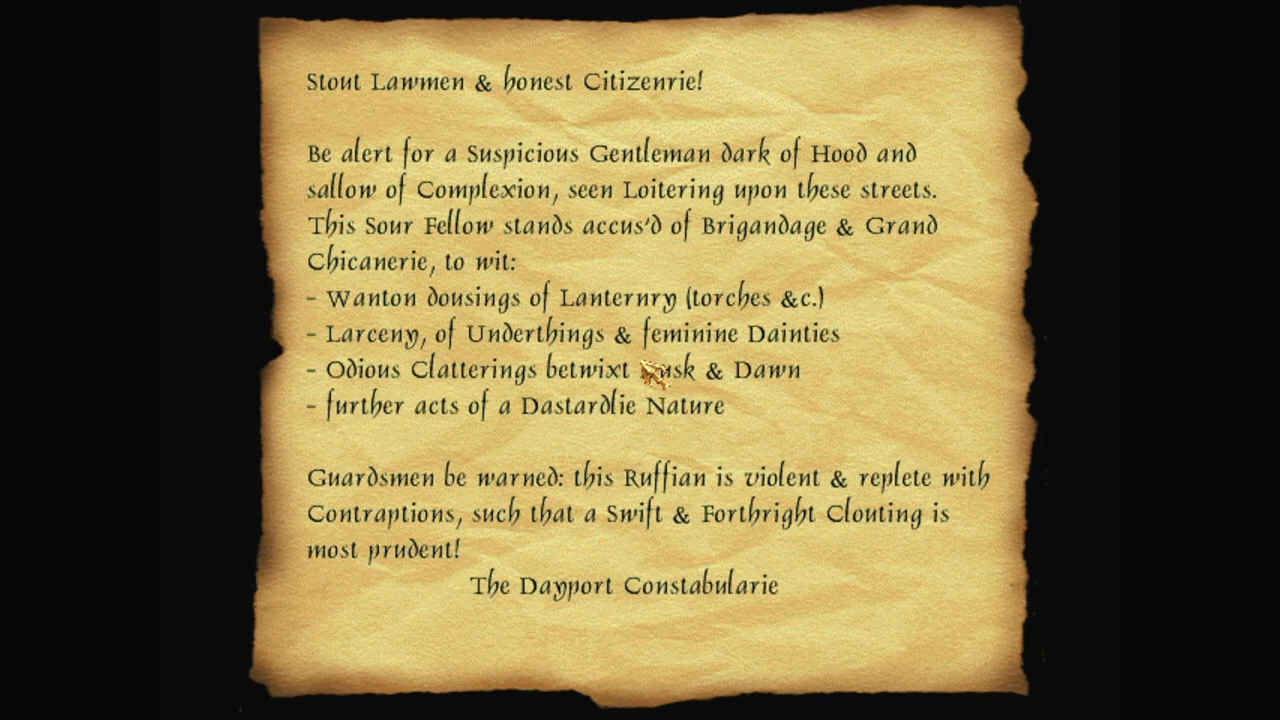 Stout Lawmen & honest Citizenrie!
Be alert for a Suspicious Gentleman dark of Hood and
sallow of Complexion, seen Loitering upon these streets.
This Sour Fellow stands accus'd of Brigandage & Grand
Chicanerie, to wit:
- Wanton dousings of Lanternry (torches &c.)
- Larceny, of Underthings & feminine Dainties
- Odious Clatterings betwixt Dusk & Dawn
- further acts of a Dastardlie Nature
Guardsmen be warned: this Ruffian is violent & replete with
Contraptions, such that a Swift & Forthright Clouting is
most prudent!
The Dayport Constabularie